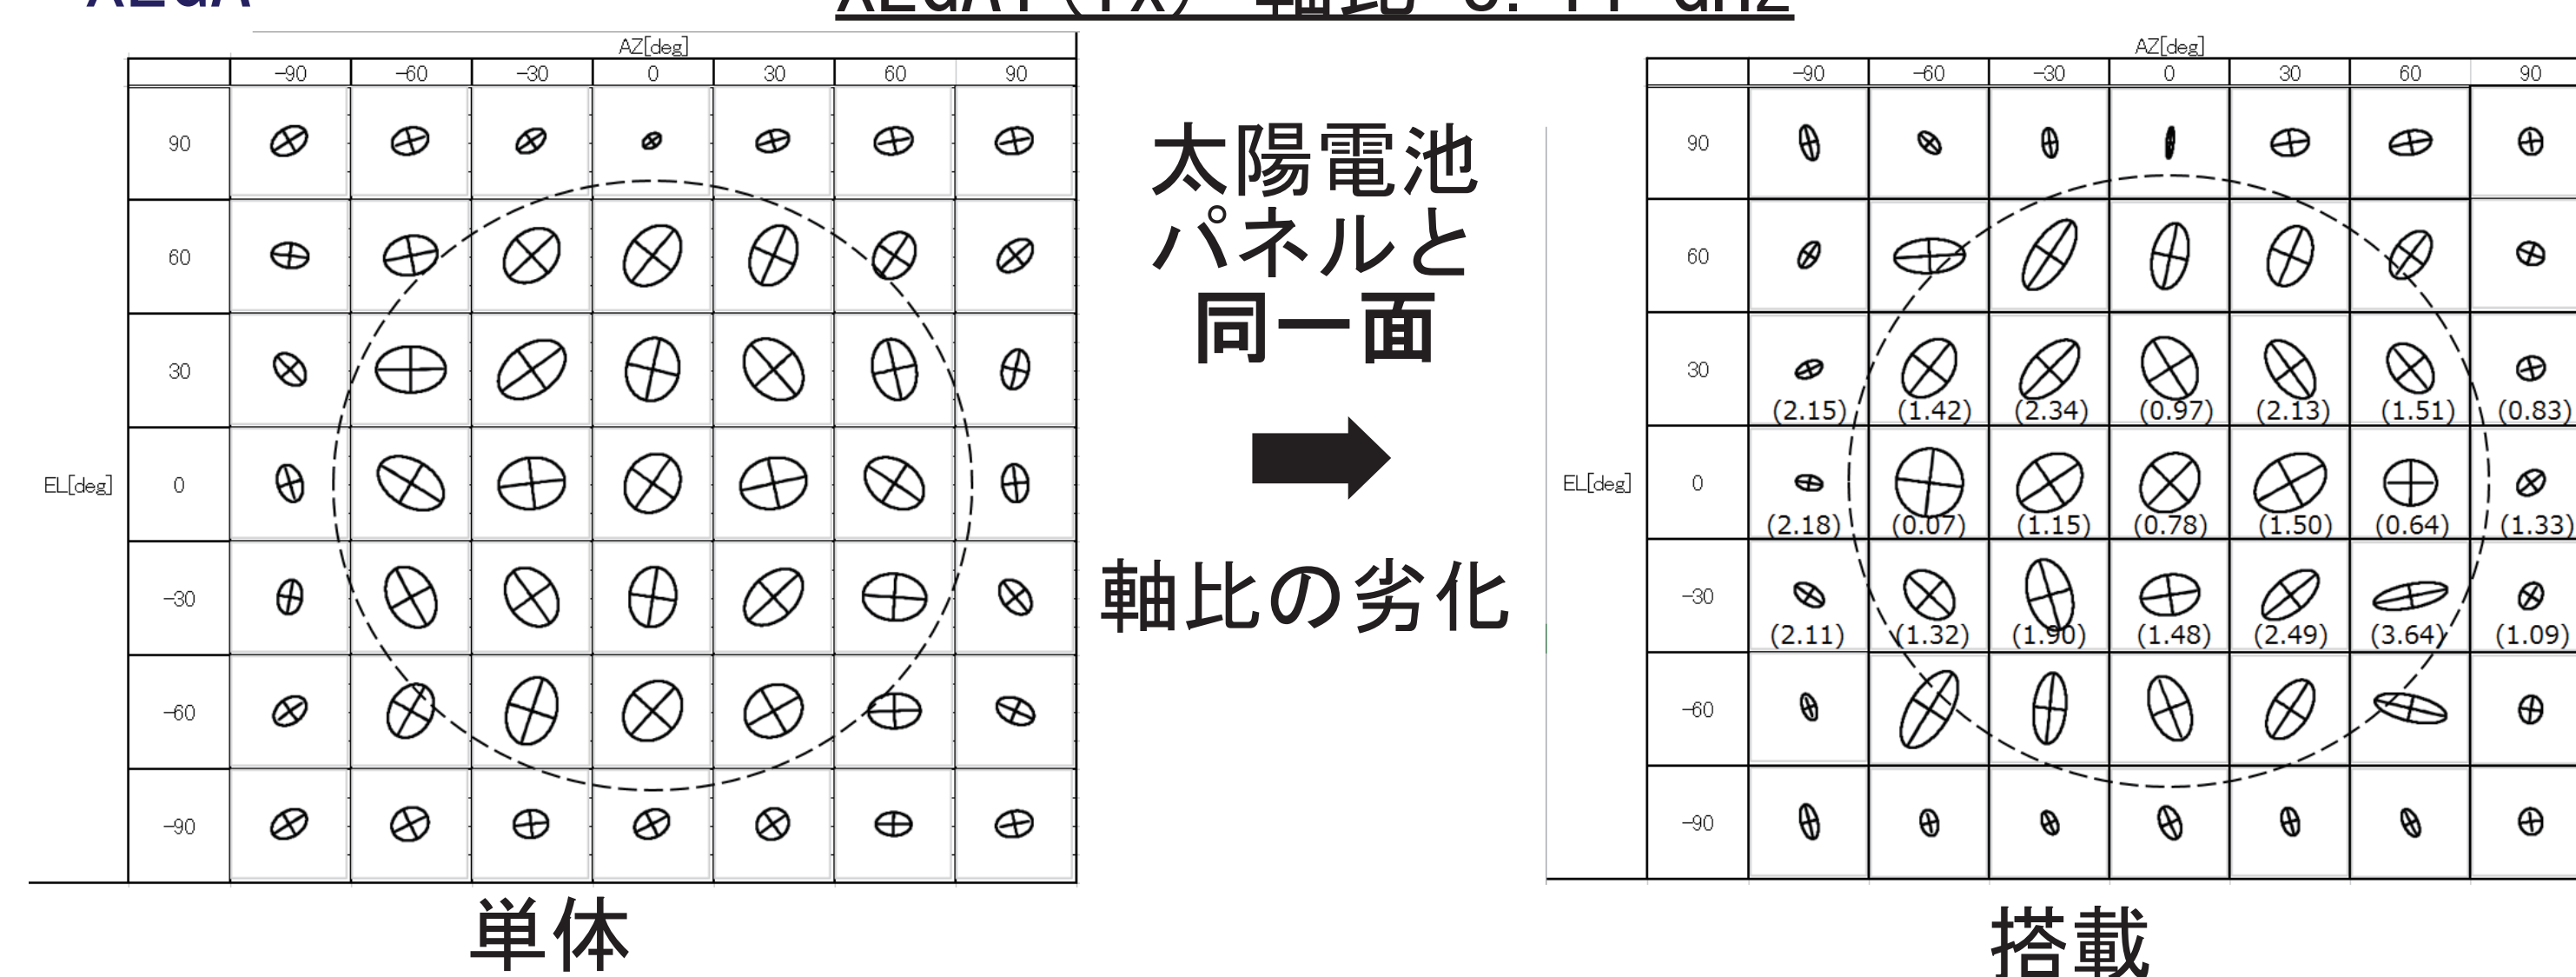 AZ[deg]
-90 -60 -30 0 30 60 90
90
60
30
EL[deg] 0
-30
-60
-90
単体
太陽電池
パネルと
同一面
軸比の劣化
AZ[deg]
-90 -60 -30 0 30 60 90
90
60
30
(2.15) (1.42) (2.34) (0.97) (2.13) (1.51) (0.83)
EL[deg] 0
(2.18) (0.07) (1.15) (0.78) (1.50) (0.64) (1.33)
-30
(2.11) (1.32) (1.90) (1.48) (2.49) (3.64) (1.09)
-60
-90
搭載